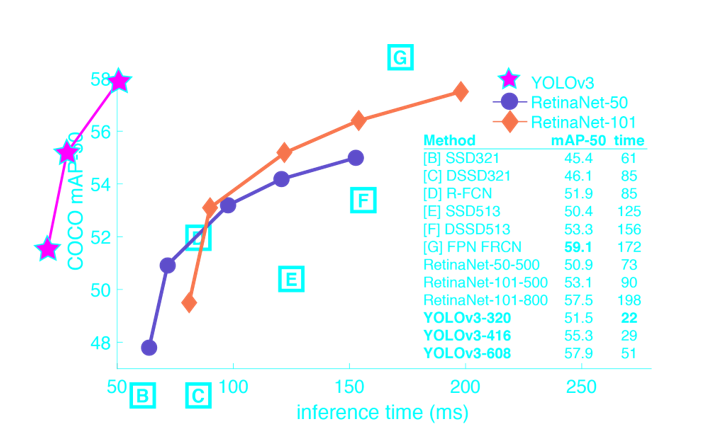 G
58
YOLOv3
RetinaNet-50
RetinaNet-101
56
COCO mAP-50
Method mAP-50 time
[B] SSD321 45.4 61
[C] DSSD321 46.1 85
[D] R-FCN 51.9 85
[E] SSD513 50.4 125
[F] DSSD513 53.3 156
[G] FPN FRCN 59.1 172
RetinaNet-50-500 50.9 73
RetinaNet-101-500 53.1 90
RetinaNet-101-800 57.5 198
YOLOv3-320 51.5 22
YOLOv3-416 55.3 29
YOLOv3-608 57.9 51
54
F
D
52
E
50
48
50 100 150 200 250
B C
inference time (ms)